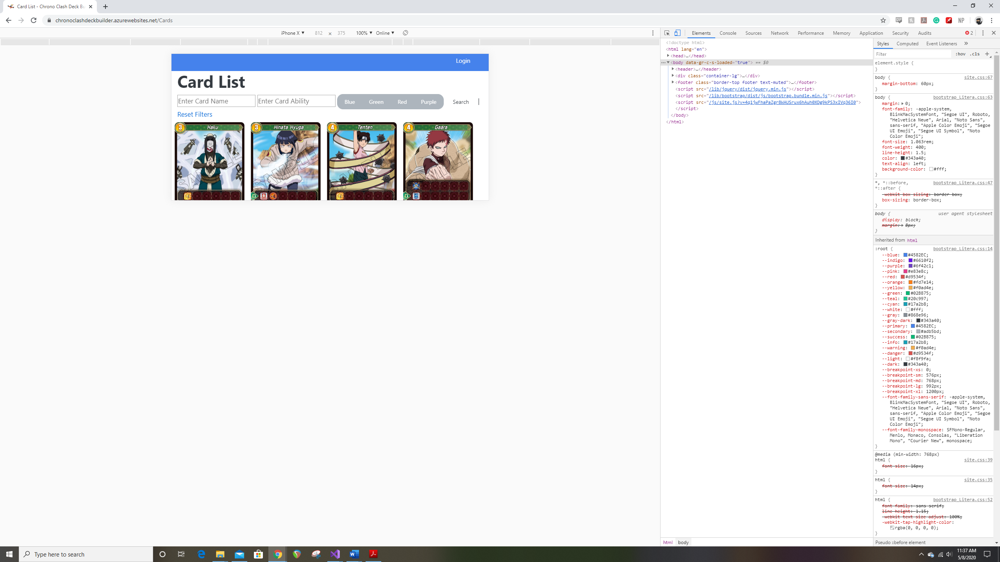 Card List - Chrono Clash Deck Bu
chronoclashdeckbuilder.azurewebsites.net/Cards
NP
iPhone X 812 × 375 100% Online
Login
Card List
Enter Card Name Enter Card Ability Blue Green Red Purple Search |
Reset Filters
3 Haku 3 Hinata Hyuga 4 Tenten 4 Gaara
SAMPLE SAMPLE SAMPLE SAMPLE
Elements Console Sources Network Performance Memory Application Security Audits 2
<!doctype html>
<html lang="en">
<head>…</head>
<body data-gr-c-s-loaded="true"> == $0
<header>…</header>
<div class="container-lg">…</div>
<footer class="border-top footer text-muted">…</footer>
<script src="/lib/jquery/dist/jquery.min.js"></script>
<script src="/lib/bootstrap/dist/js/bootstrap.bundle.min.js"></script>
<script src="/js/site.js?v=4q1jwFhaPaZgr8WAUSrux6hAuh0XDg9kPS3xIVq36I0">
</script>
</body>
</html>
html body
Styles Computed Event Listeners »
Filter :hov .cls +
element.style {
}
body { site.css:67
margin-bottom: 60px;
}
body { bootstrap_Litera.css:63
margin: 0;
font-family: -apple-system,
BlinkMacSystemFont, "Segoe UI", Roboto,
"Helvetica Neue", Arial, "Noto Sans",
sans-serif, "Apple Color Emoji", "Segoe
UI Emoji", "Segoe UI Symbol", "Noto
Color Emoji";
font-size: 1.063rem;
font-weight: 400;
line-height: 1.5;
color: #343a40;
text-align: left;
background-color: #fff;
}
*, *::before, bootstrap_Litera.css:47
*::after {
-webkit-box-sizing: border-box;
box-sizing: border-box;
}
body { user agent stylesheet
display: block;
margin: 8px;
}
Inherited from html
:root { bootstrap_Litera.css:14
--blue: #4582EC;
--indigo: #6610f2;
--purple: #6f42c1;
--pink: #e83e8c;
--red: #d9534f;
--orange: #fd7e14;
--yellow: #f0ad4e;
--green: #02B875;
--teal: #20c997;
--cyan: #17a2b8;
--white: #fff;
--gray: #868e96;
--gray-dark: #343a40;
--primary: #4582EC;
--secondary: #adb5bd;
--success: #02B875;
--info: #17a2b8;
--warning: #f0ad4e;
--danger: #d9534f;
--light: #f8f9fa;
--dark: #343a40;
--breakpoint-xs: 0;
--breakpoint-sm: 576px;
--breakpoint-md: 768px;
--breakpoint-lg: 992px;
--breakpoint-xl: 1200px;
--font-family-sans-serif: -apple-system,
BlinkMacSystemFont, "Segoe UI", Roboto,
"Helvetica Neue", Arial, "Noto Sans",
sans-serif, "Apple Color Emoji", "Segoe
UI Emoji", "Segoe UI Symbol", "Noto
Color Emoji";
--font-family-monospace: SFMono-Regular,
Menlo, Monaco, Consolas, "Liberation
Mono", "Courier New", monospace;
}
@media (min-width: 768px)
html { site.css:39
font-size: 16px;
}
html { site.css:35
font-size: 14px;
}
html { bootstrap_Litera.css:52
font-family: sans-serif;
line-height: 1.15;
-webkit-text-size-adjust: 100%;
-webkit-tap-highlight-color:
rgba(0, 0, 0, 0);
}
Pseudo ::before element
Type here to search
11:37 AM
5/8/2020